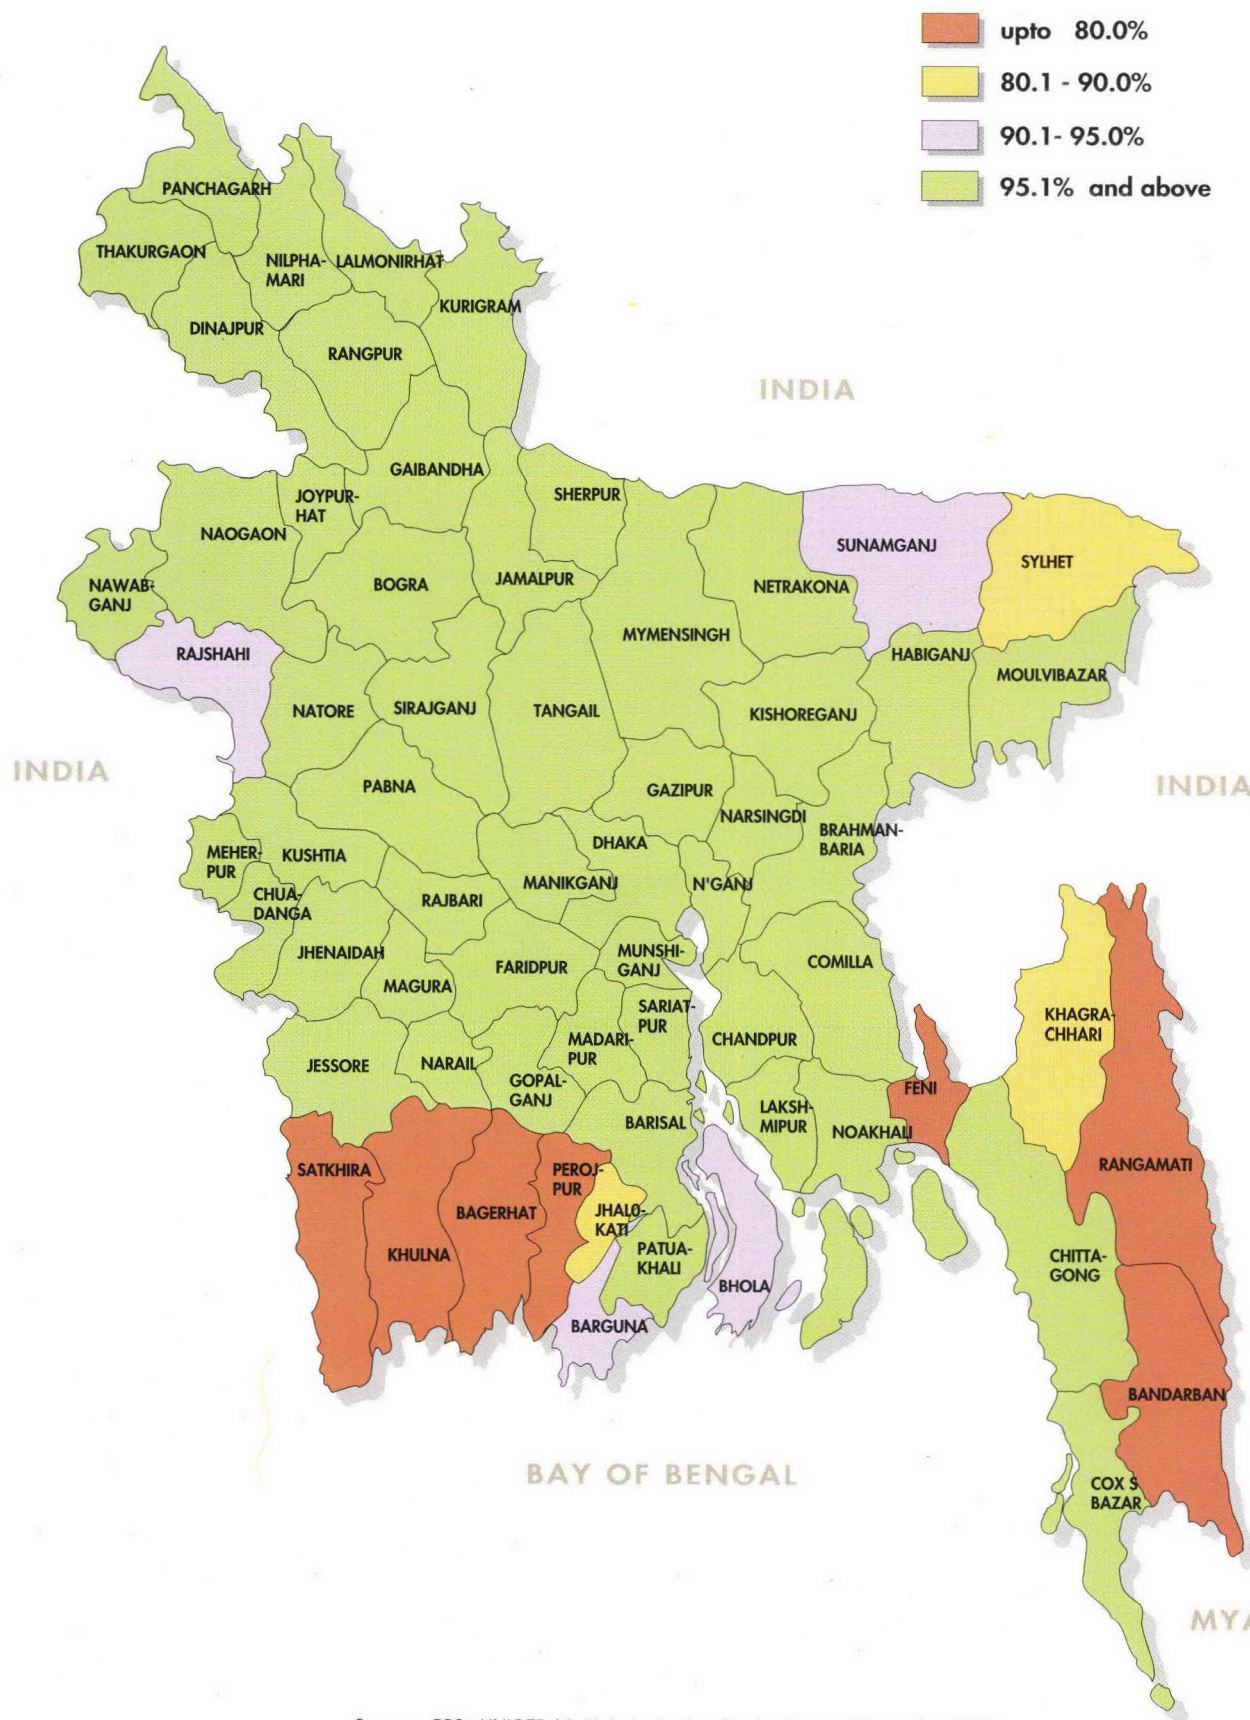 upto 80.0%
80.1 - 90.0%
90.1- 95.0%
95.1% and above
PANCHAGARH
THAKURGAON
NILPHA-
MARI
LALMONIRHAT
KURIGRAM
DINAJPUR
RANGPUR
INDIA
GAIBANDHA
JOYPUR-
HAT
SHERPUR
NAOGAON
SUNAMGANJ
SYLHET
NAWAB-
GANJ
BOGRA
JAMALPUR
NETRAKONA
MYMENSINGH
RAJSHAHI
HABIGANJ
MOULVIBAZAR
NATORE
SIRAJGANJ
TANGAIL
KISHOREGANJ
INDIA
INDIA
PABNA
GAZIPUR
NARSINGDI
BRAHMAN-
BARIA
DHAKA
MEHER-
PUR
KUSHTIA
MANIKGANJ
N'GANJ
CHUA-
DANGA
RAJBARI
JHENAIDAH
MAGURA
FARIDPUR
MUNSHI-
GANJ
COMILLA
SARIAT-
PUR
KHAGRA-
CHHARI
MADARI-
PUR
CHANDPUR
JESSORE
NARAIL
GOPAL-
GANJ
FENI
BARISAL
LAKSH-
MIPUR
NOAKHALI
SATKHIRA
PEROJ-
PUR
RANGAMATI
BAGERHAT
JHALO-
KATI
KHULNA
PATUA-
KHALI
CHITTA-
GONG
BHOLA
BARGUNA
BANDARBAN
BAY OF BENGAL
COX S
BAZAR